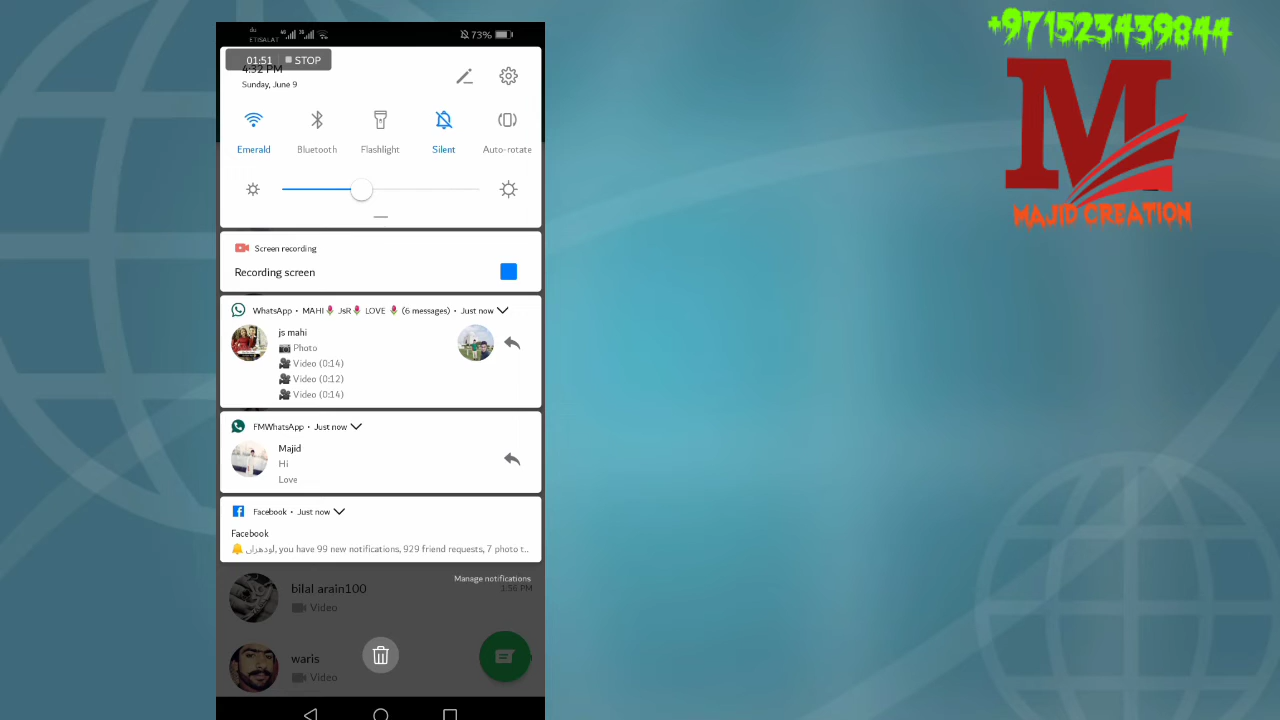 +971523439844
M
MAJID CREATION
du
ETISALAT
73%
01:51 STOP
4:32 PM
Sunday, June 9
Emerald
Bluetooth
Flashlight
Silent
Auto-rotate
Screen recording
Recording screen
WhatsApp • MAHI🌷 JsR🌷 LOVE 🌷 (6 messages) • Just now
js mahi
📷 Photo
🎥 Video (0:14)
🎥 Video (0:12)
🎥 Video (0:14)
FMWhatsApp • Just now
Majid
Hi
Love
Facebook • Just now
Facebook
🔔 لودھراں, you have 99 new notifications, 929 friend requests, 7 photo t...
Manage notifications
bilal arain100
1:56 PM
Video
waris
Video